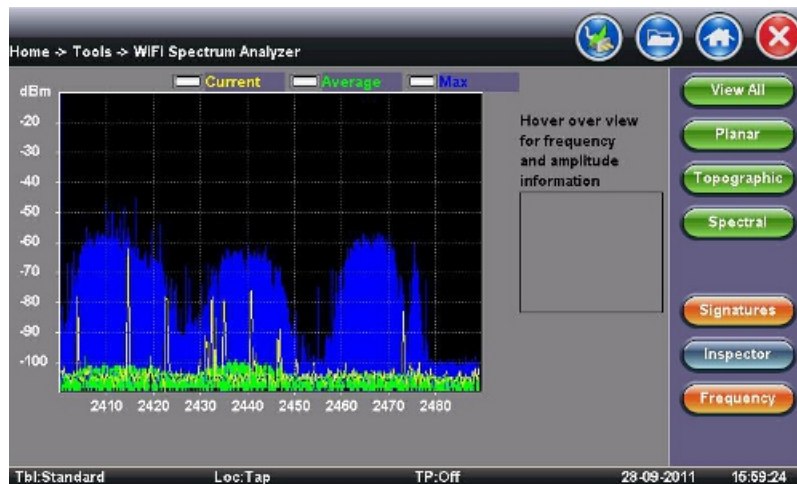 Home -> Tools -> WiFi Spectrum Analyzer
Current Average Max
dBm
-20
-30
-40
-50
-60
-70
-80
-90
-100
2410 2420 2430 2440 2450 2460 2470 2480
Hover over view
for frequency
and amplitude
information
View All
Planar
Topographic
Spectral
Signatures
Inspector
Frequency
Tbl:Standard Loc:Tap TP:Off 28-09-2011 16:59:24